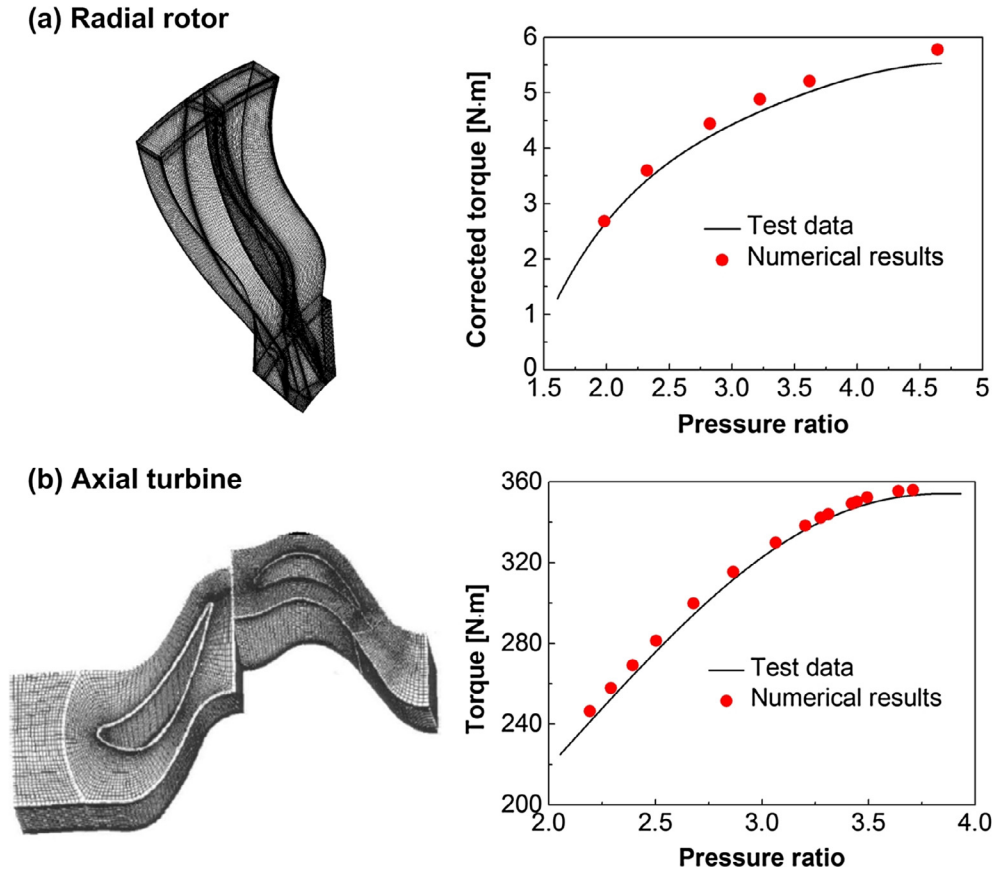 (a) Radial rotor
6
5
4
3
2
1
0
Corrected torque [N·m]
Test data
Numerical results
1.5 2.0 2.5 3.0 3.5 4.0 4.5 5
Pressure ratio
(b) Axial turbine
360
320
280
240
200
Torque [N·m]
Test data
Numerical results
2.0 2.5 3.0 3.5 4.0
Pressure ratio